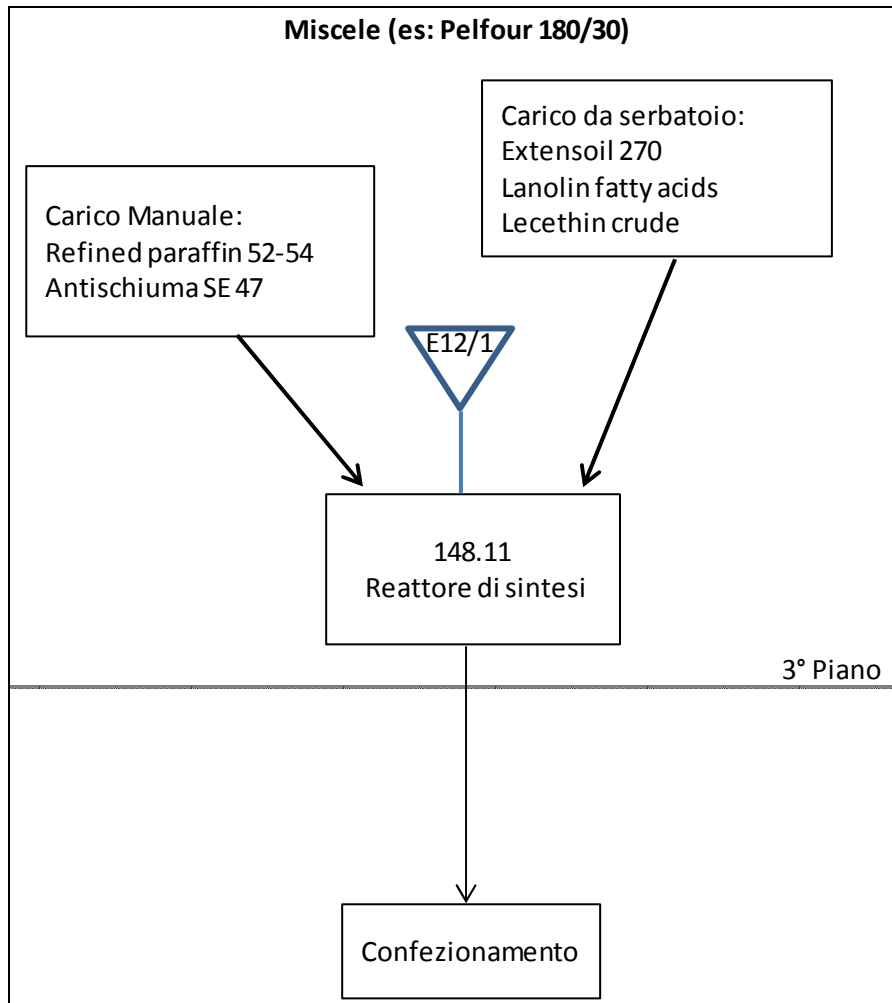 Miscele (es: Pelfour 180/30)
Carico da serbatoio:
Extensoil 270
Lanolin fatty acids
Lecethin crude
Carico Manuale:
Refined paraffin 52-54
Antischiuma SE 47
E12/1
148.11
Reattore di sintesi
3° Piano
Confezionamento